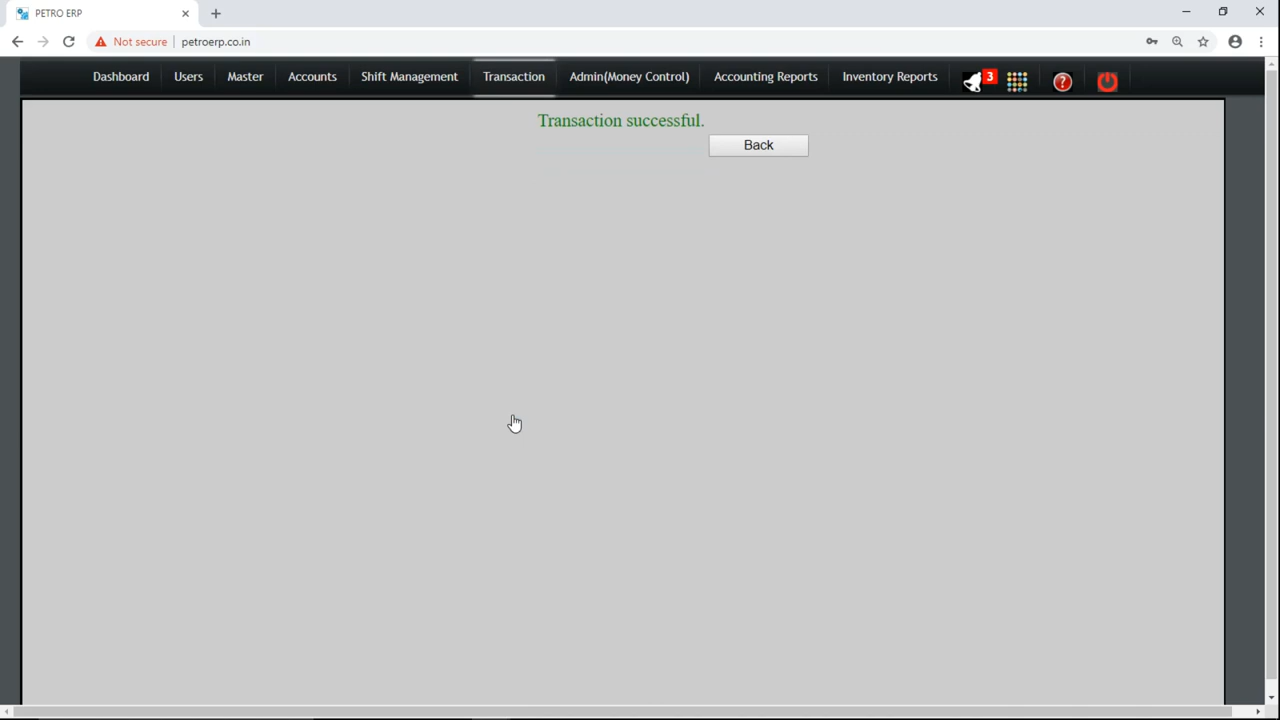 PETRO ERP
Not secure petroerp.co.in
Dashboard Users Master Accounts Shift Management Transaction Admin(Money Control) Accounting Reports Inventory Reports 3 ?
Transaction successful.
Back